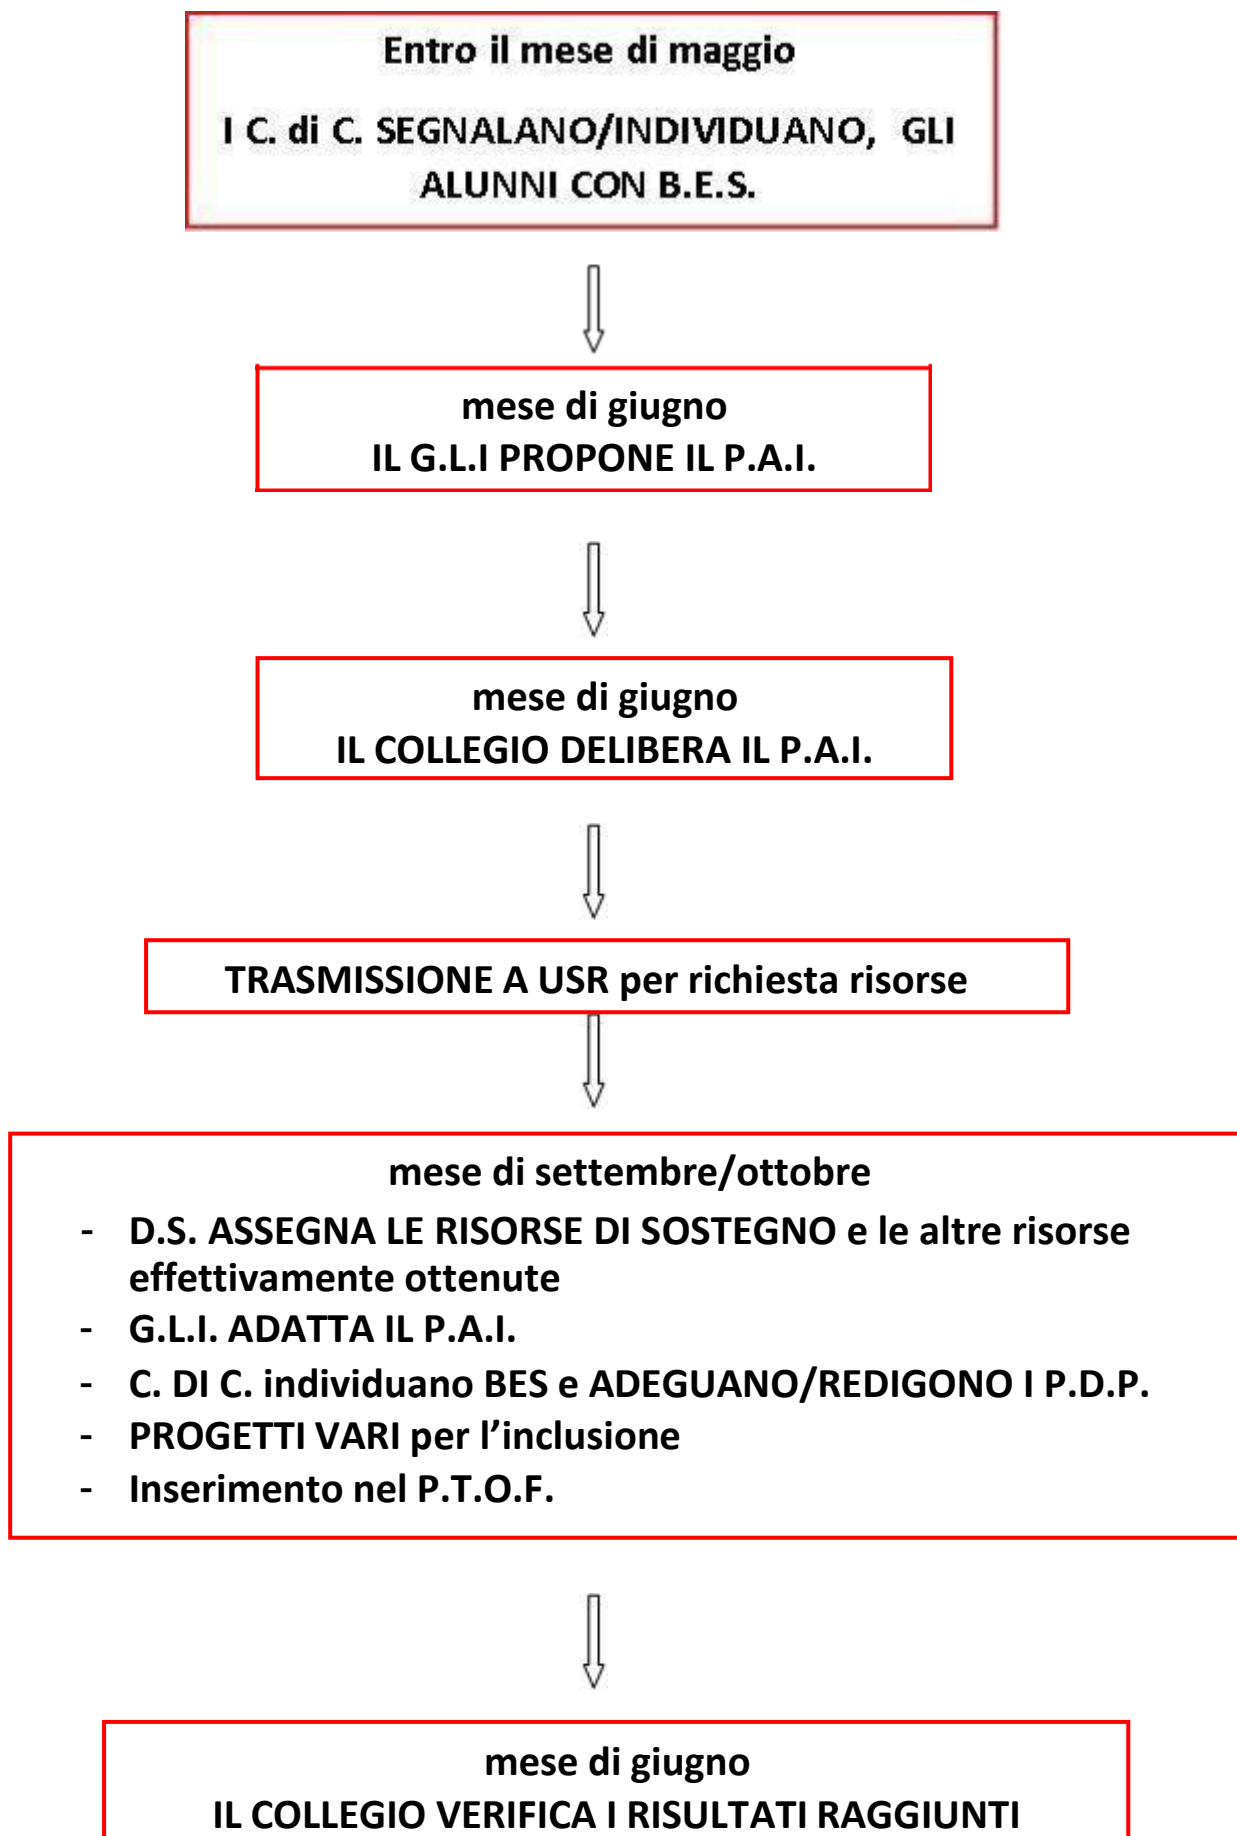 Entro il mese di maggio
I C. di C. SEGNALANO/INDIVIDUANO, GLI
ALUNNI CON B.E.S.
mese di giugno
IL G.L.I PROPONE IL P.A.I.
mese di giugno
IL COLLEGIO DELIBERA IL P.A.I.
TRASMISSIONE A USR per richiesta risorse
mese di settembre/ottobre
- D.S. ASSEGNA LE RISORSE DI SOSTEGNO e le altre risorse
effettivamente ottenute
- G.L.I. ADATTA IL P.A.I.
- C. DI C. individuano BES e ADEGUANO/REDIGONO I P.D.P.
- PROGETTI VARI per l’inclusione
- Inserimento nel P.T.O.F.
mese di giugno
IL COLLEGIO VERIFICA I RISULTATI RAGGIUNTI